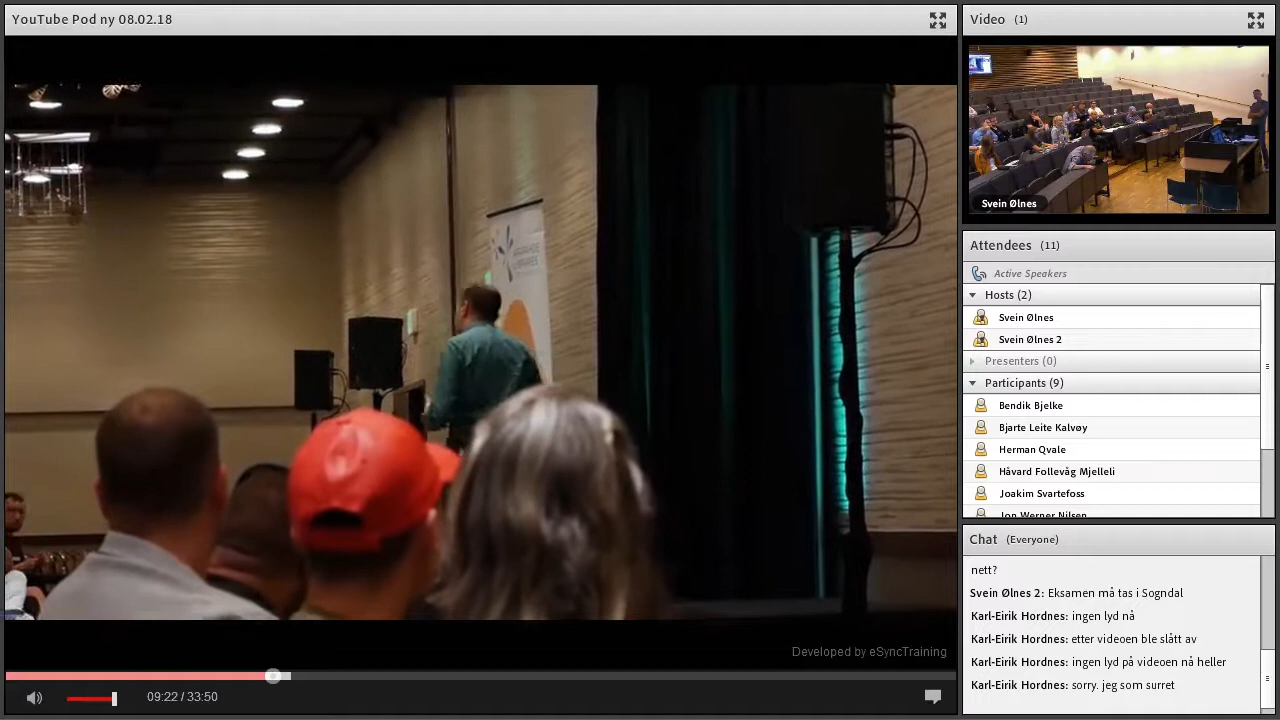 YouTube Pod ny 08.02.18
Developed by eSyncTraining
09:22 / 33:50
Video (1)
Svein Ølnes
Attendees (11)
Active Speakers
Hosts (2)
Svein Ølnes
Svein Ølnes 2
Presenters (0)
Participants (9)
Bendik Bjelke
Bjarte Leite Kalvøy
Herman Qvale
Håvard Follevåg Mjelleli
Joakim Svartefoss
Jon Werner Nilsen
Chat (Everyone)
nett?
Svein Ølnes 2: Eksamen må tas i Sogndal
Karl-Eirik Hordnes: ingen lyd nå
Karl-Eirik Hordnes: etter videoen ble slått av
Karl-Eirik Hordnes: ingen lyd på videoen nå heller
Karl-Eirik Hordnes: sorry. jeg som surret